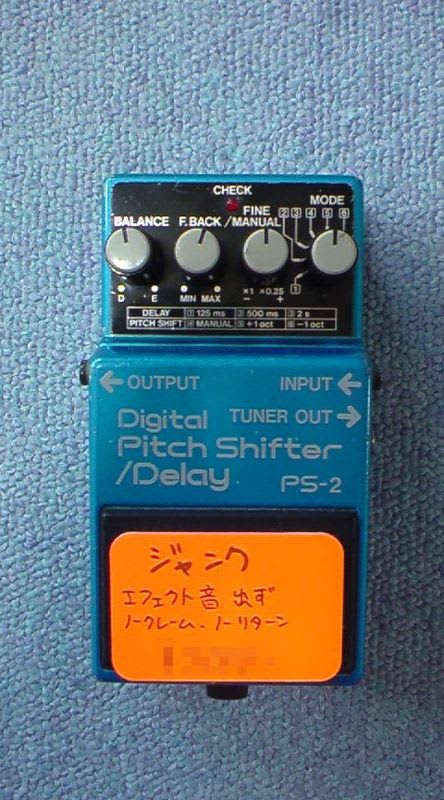 CHECK
MODE
FINE
BALANCE F.BACK /MANUAL
2 3 4 5 6
1
D E MIN MAX ×1 ×0.25
− +
DELAY 1 125 ms 2 500 ms 3 2 s
PITCH SHIFT 4 MANUAL 5 +1 oct 6 −1 oct
← OUTPUT INPUT ←
TUNER OUT →
Digital
Pitch Shifter
/Delay PS-2
ジャンク
エフェクト音出ず
ノークレーム.ノーリターン